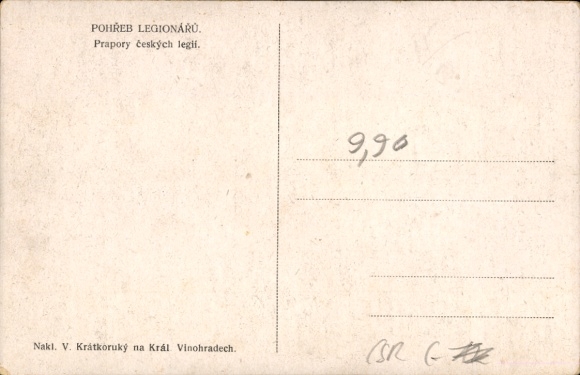 POHŘEB LEGIONÁŘŮ.
Prapory českých legií.
9,90
Nakl. V. Krátkoruký na Král. Vinohradech.